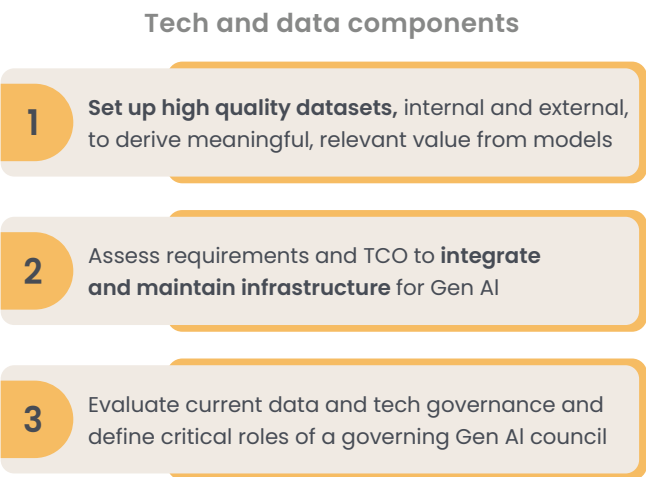 Tech and data components
1
Set up high quality datasets, internal and external,
to derive meaningful, relevant value from models
2
Assess requirements and TCO to integrate
and maintain infrastructure for Gen Al
3
Evaluate current data and tech governance and
define critical roles of a governing Gen Al council